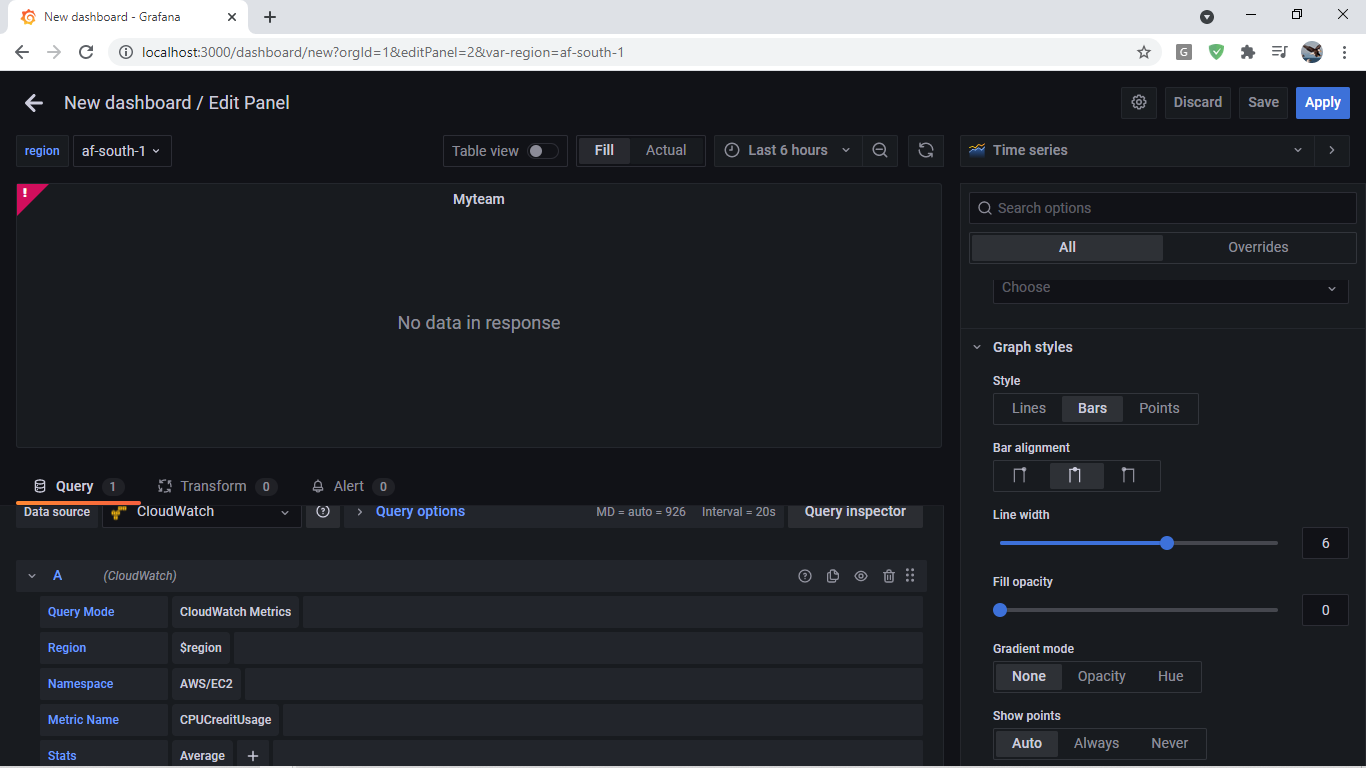 New dashboard - Grafana
localhost:3000/dashboard/new?orgId=1&editPanel=2&var-region=af-south-1
New dashboard / Edit Panel
Discard Save Apply
region af-south-1 Table view Fill Actual Last 6 hours Time series
!
Myteam
Search options
All Overrides
Choose
No data in response
Graph styles
Style
Lines Bars Points
Bar alignment
Query 1 Transform 0 Alert 0
Data source CloudWatch Query options MD = auto = 926 Interval = 20s Query inspector
Line width
6
A (CloudWatch)
Fill opacity
0
Query Mode CloudWatch Metrics
Region $region
Namespace AWS/EC2
Metric Name CPUCreditUsage
Stats Average +
Gradient mode
None Opacity Hue
Show points
Auto Always Never